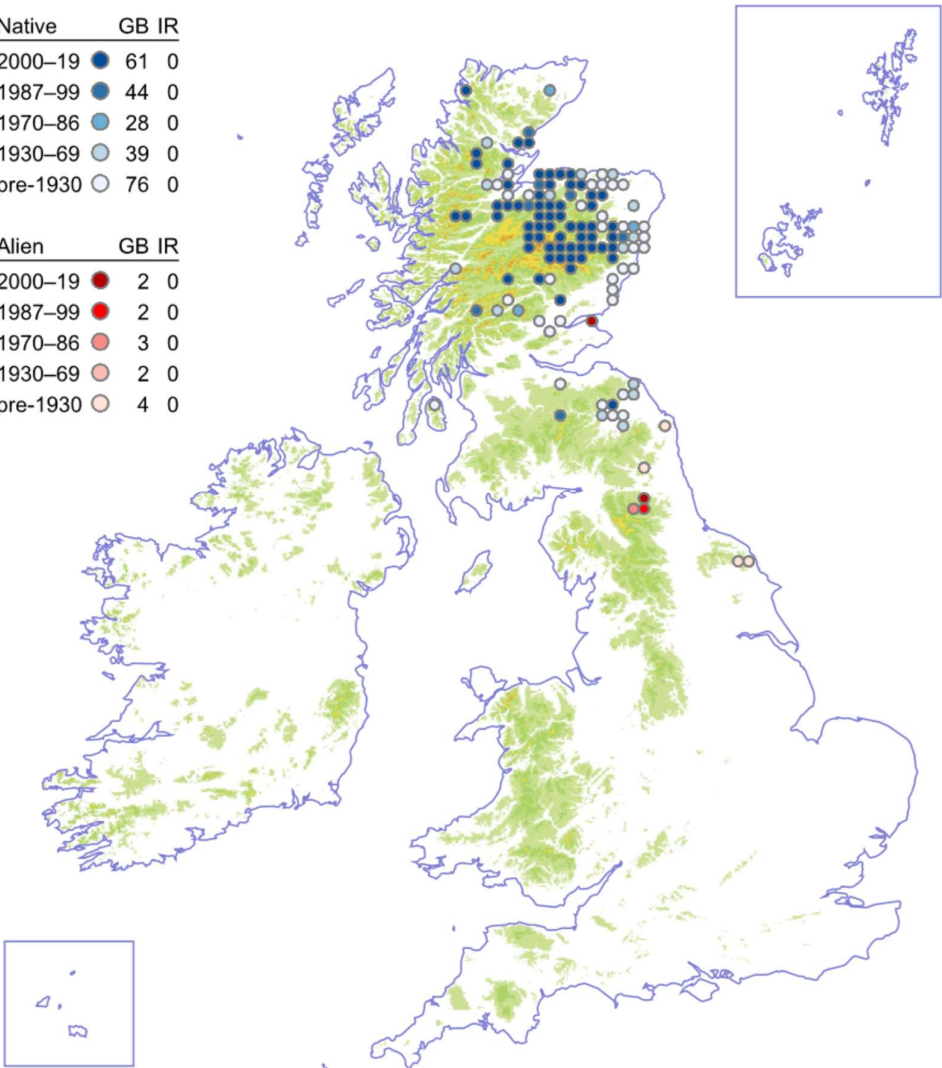 Native GB IR
2000–19 61 0
1987–99 44 0
1970–86 28 0
1930–69 39 0
pre-1930 76 0
Alien GB IR
2000–19 2 0
1987–99 2 0
1970–86 3 0
1930–69 2 0
pre-1930 4 0